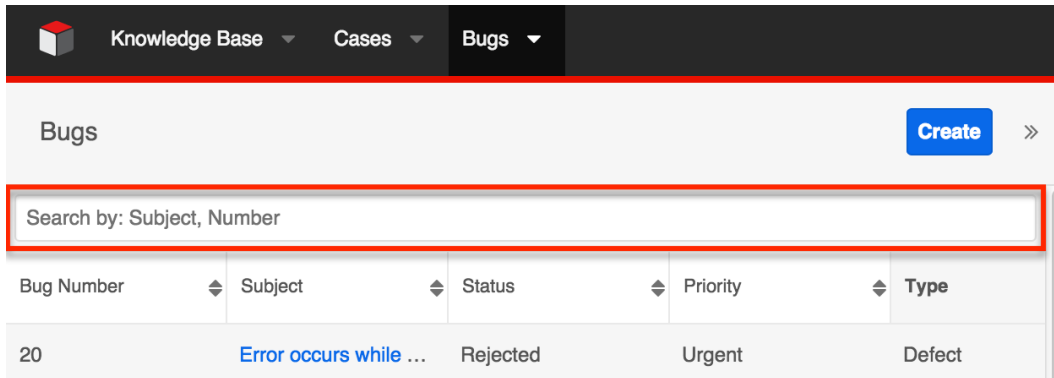 Knowledge Base Cases Bugs
Bugs Create
Search by: Subject, Number
Bug Number Subject Status Priority Type
20 Error occurs while ... Rejected Urgent Defect